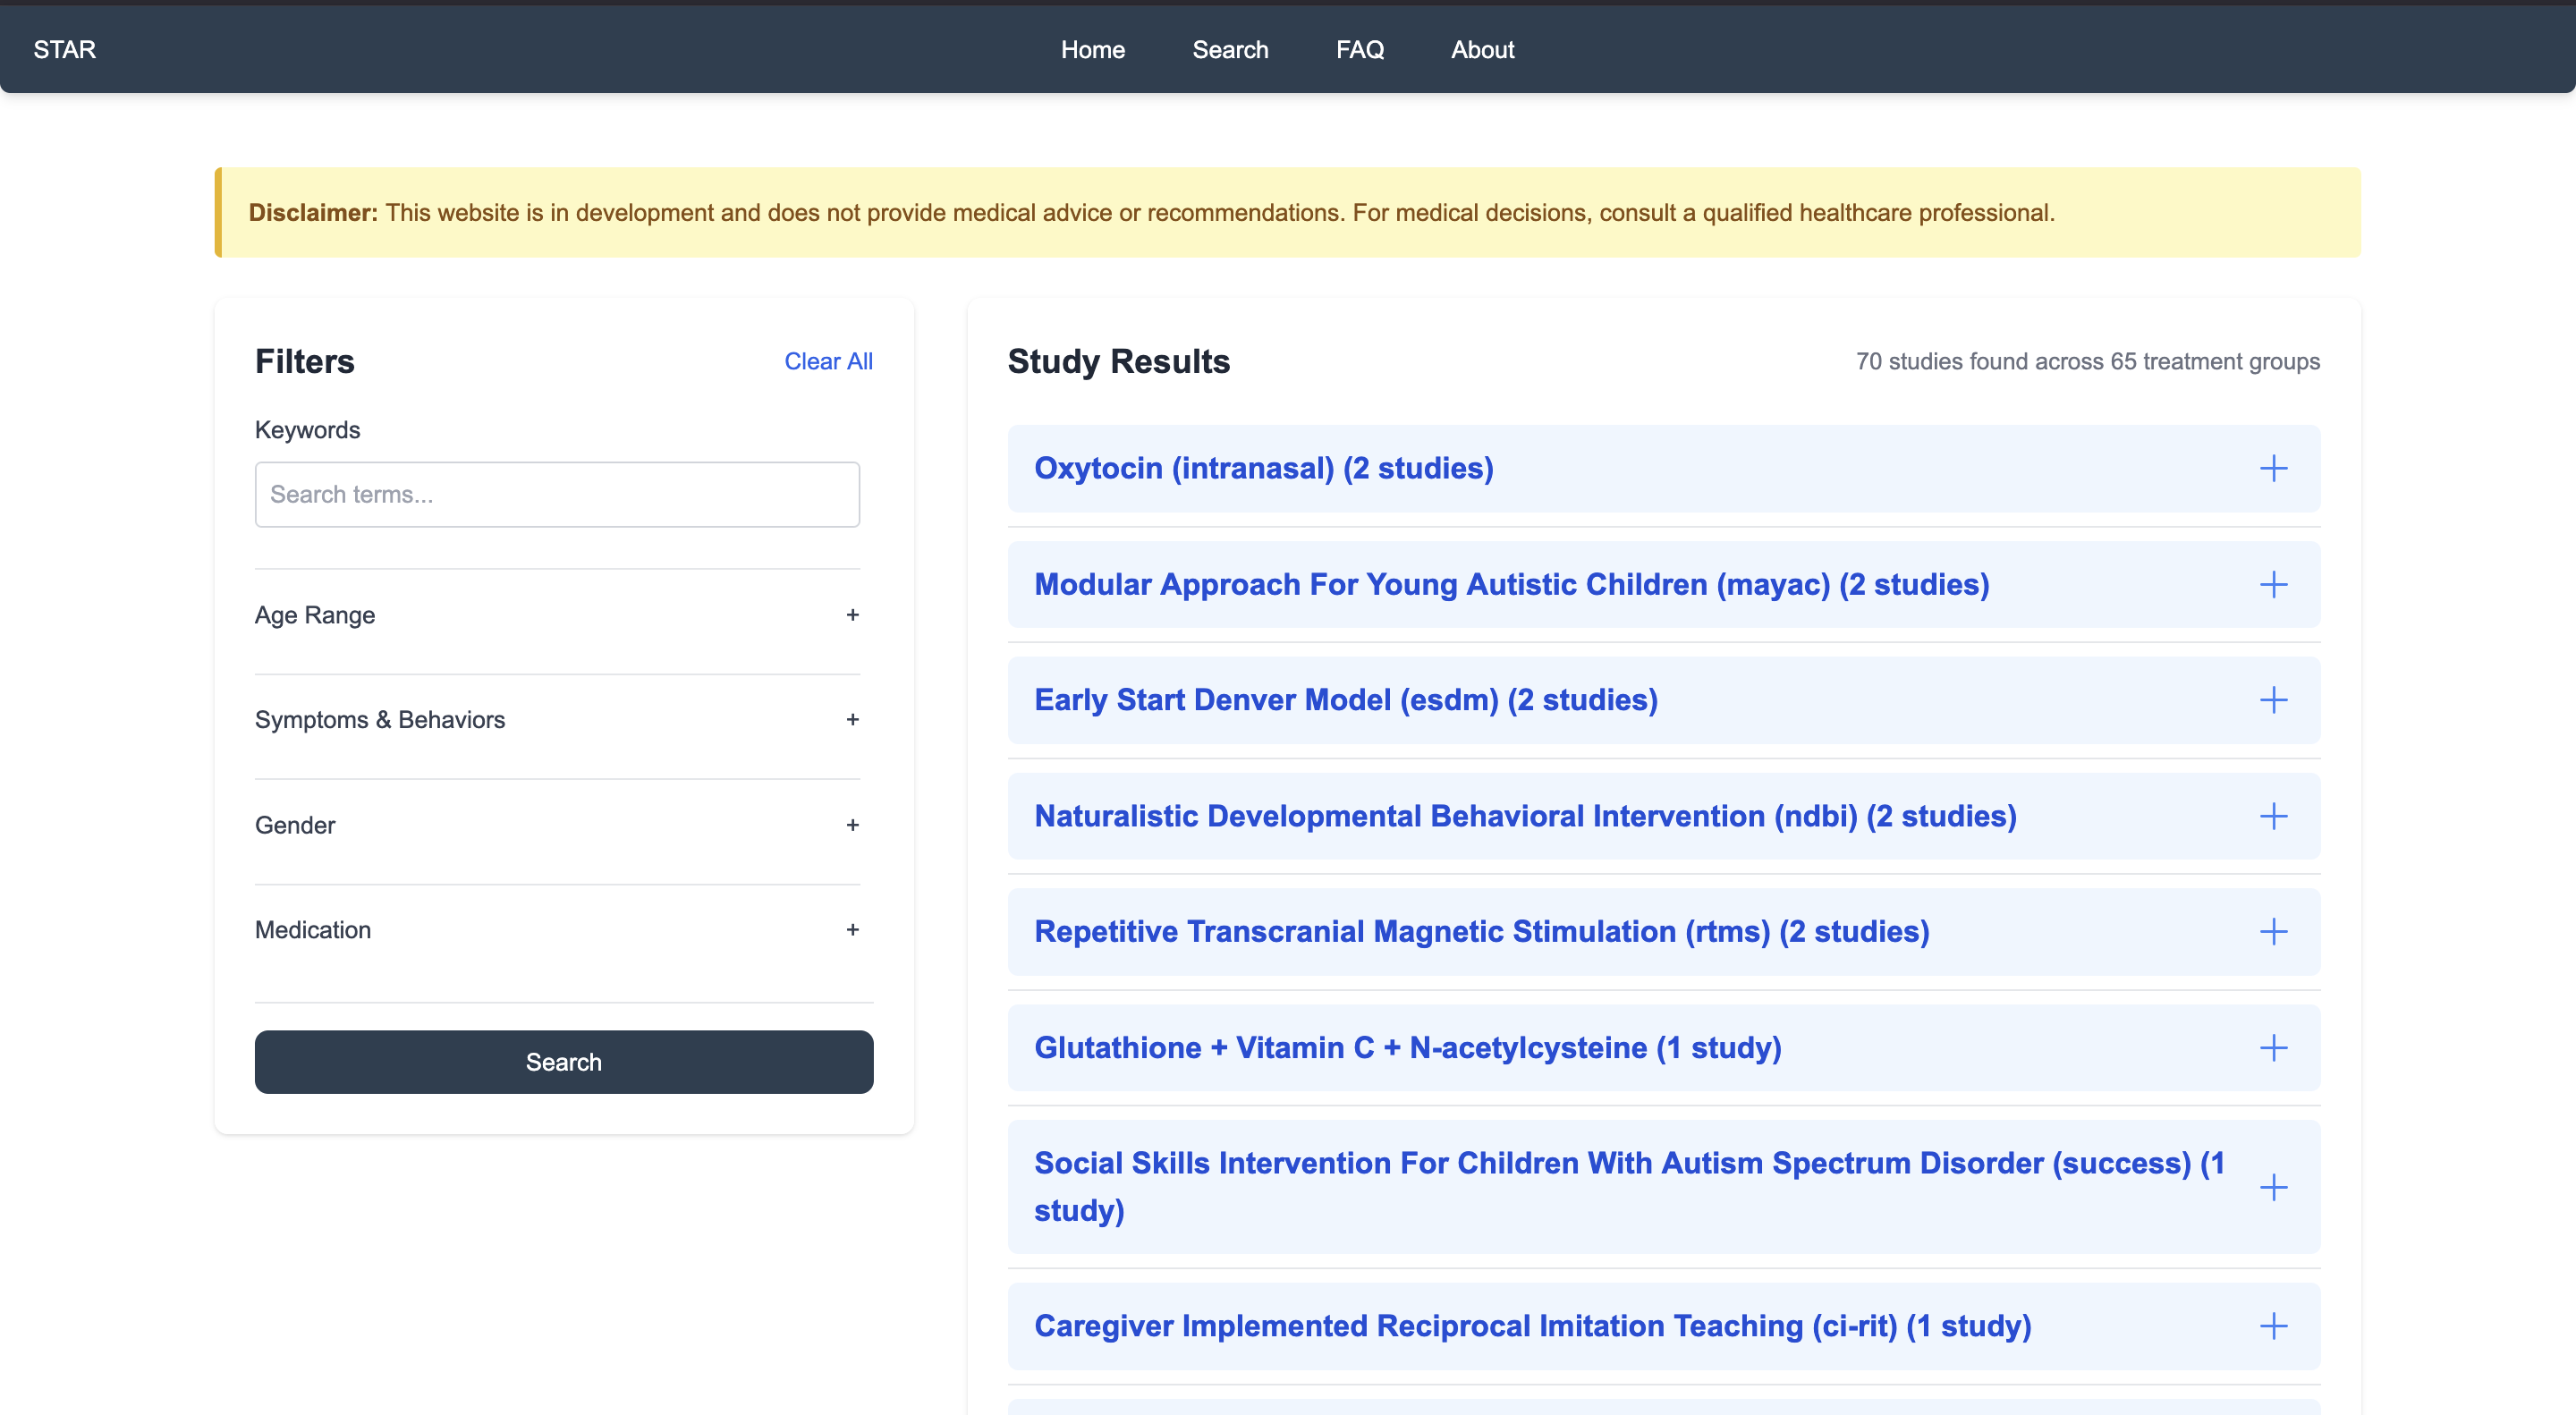 STAR
Home
Search
FAQ
About
Disclaimer: This website is in development and does not provide medical advice or recommendations. For medical decisions, consult a qualified healthcare professional.
Filters
Clear All
Keywords
Search terms...
Age Range
+
Symptoms & Behaviors
+
Gender
+
Medication
+
Search
Study Results
70 studies found across 65 treatment groups
Oxytocin (intranasal) (2 studies)
Modular Approach For Young Autistic Children (mayac) (2 studies)
Early Start Denver Model (esdm) (2 studies)
Naturalistic Developmental Behavioral Intervention (ndbi) (2 studies)
Repetitive Transcranial Magnetic Stimulation (rtms) (2 studies)
Glutathione + Vitamin C + N-acetylcysteine (1 study)
Social Skills Intervention For Children With Autism Spectrum Disorder (success) (1
study)
Caregiver Implemented Reciprocal Imitation Teaching (ci-rit) (1 study)